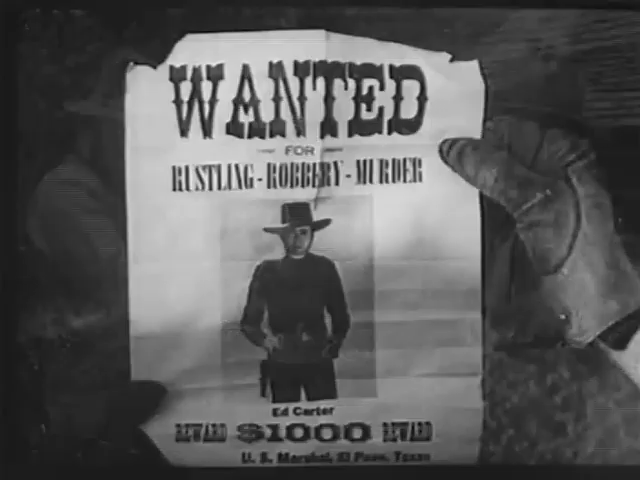 WANTED
FOR
RUSTLING - ROBBERY - MURDER
Ed Carter
REWARD $1000 REWARD
U. S. Marshal, El Paso, Texas